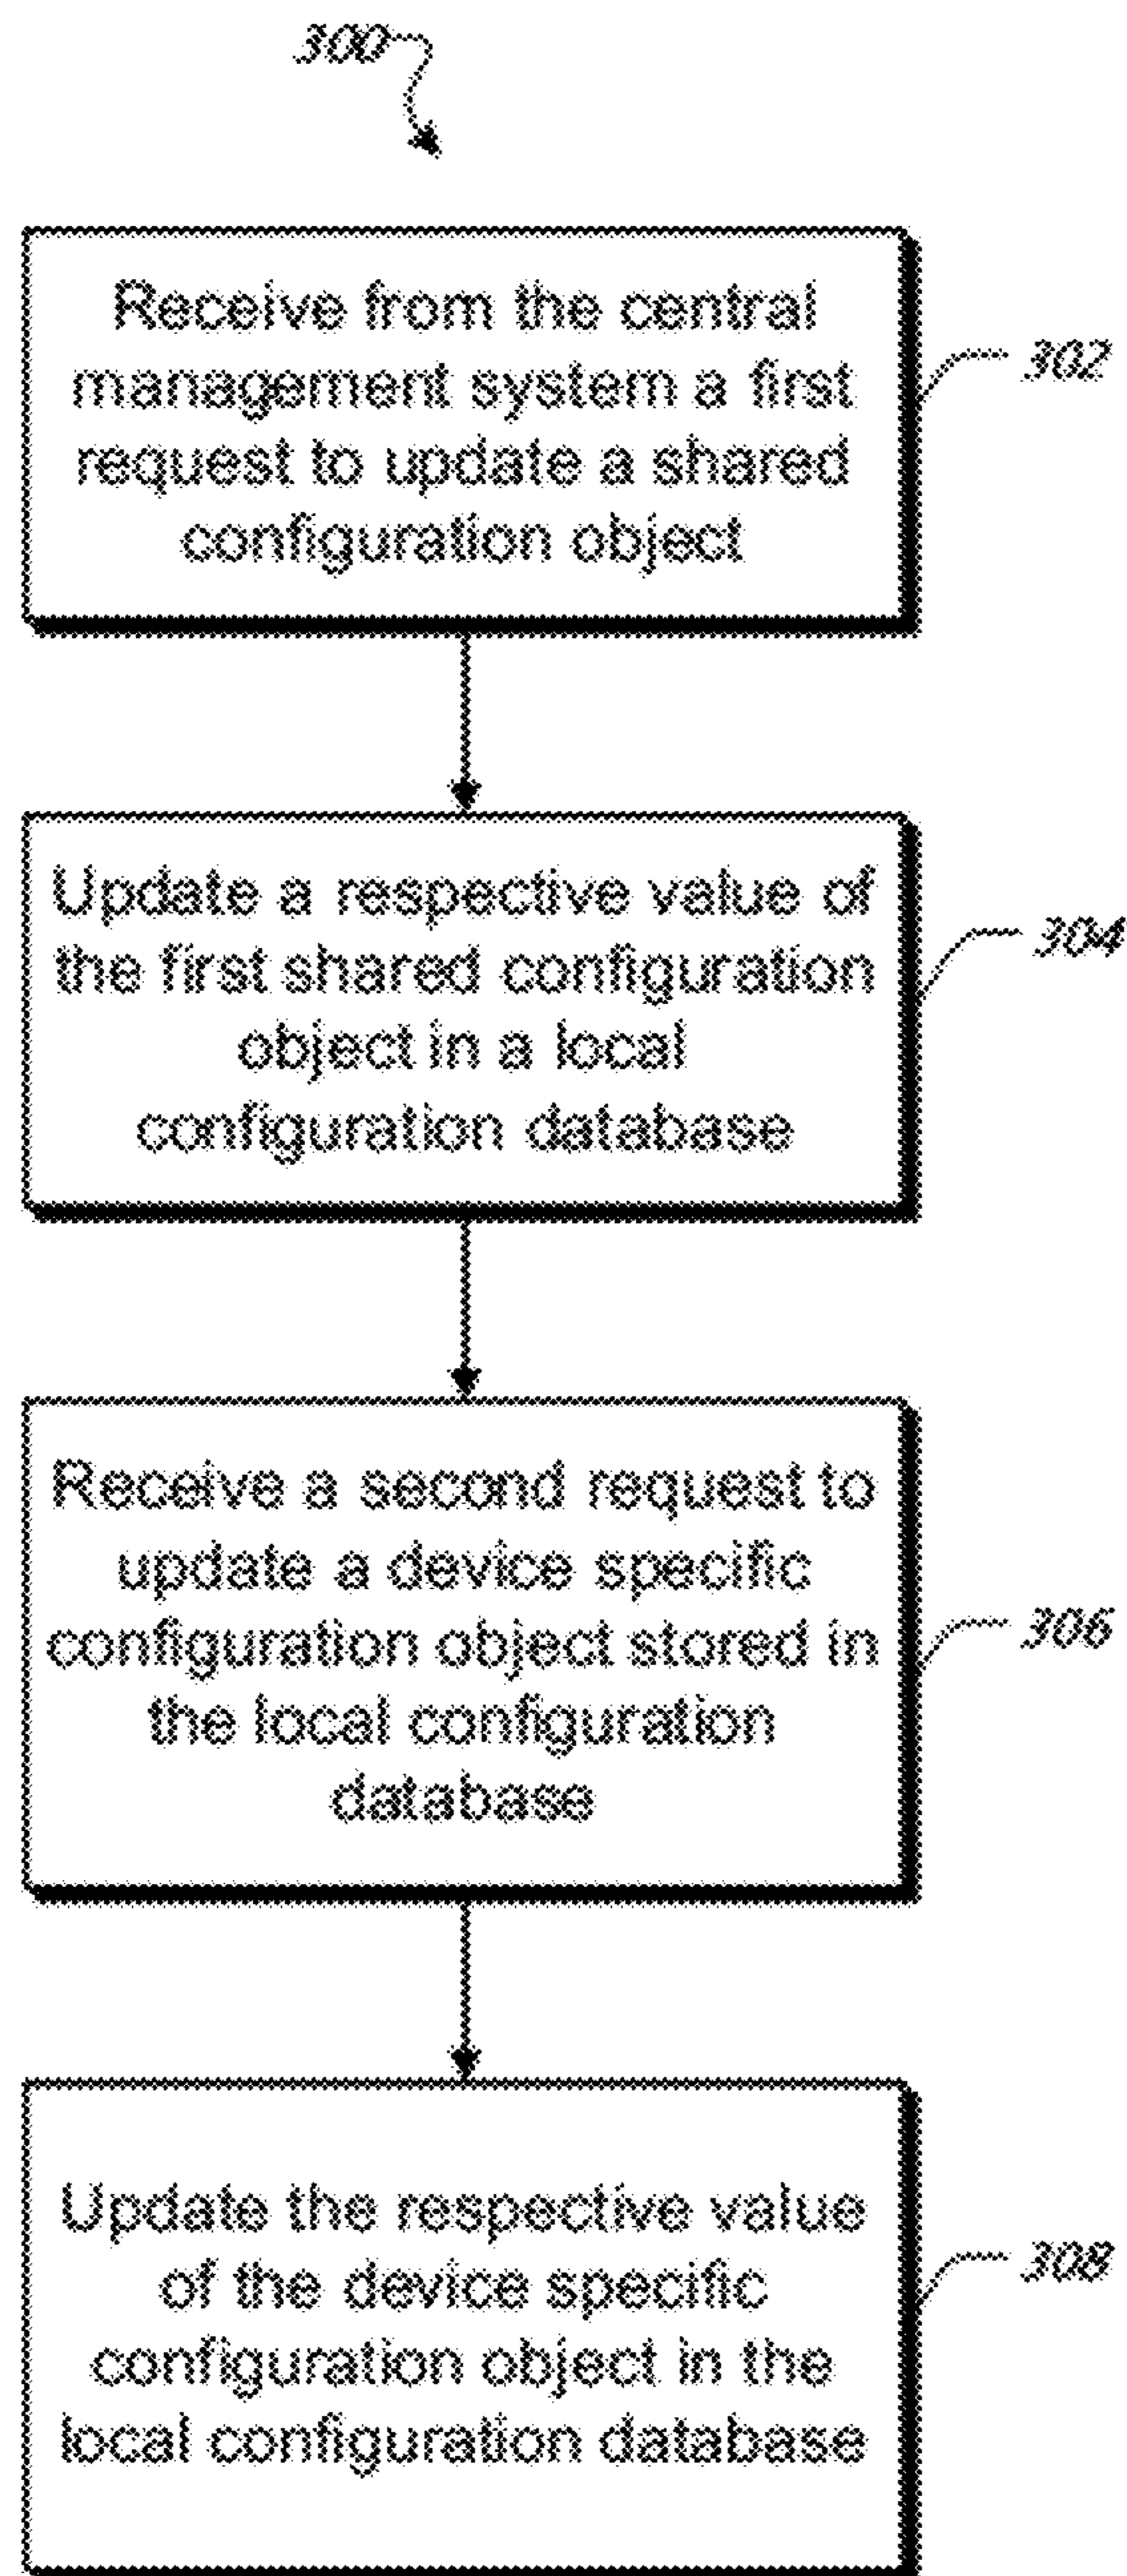 300
Receive from the central
management system a first
request to update a shared
configuration object
302
Update a respective value of
the first shared configuration
object in a local
configuration database
304
Receive a second request to
update a device specific
configuration object stored in
the local configuration
database
306
Update the respective value
of the device specific
configuration object in the
local configuration database
308